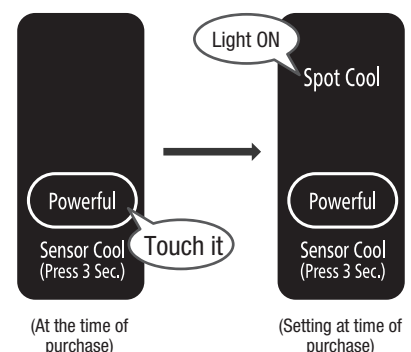 Powerful
Touch it
Sensor Cool
(Press 3 Sec.)
(At the time of
purchase)
Light ON
Spot Cool
Powerful
Sensor Cool
(Press 3 Sec.)
(Setting at time of
purchase)